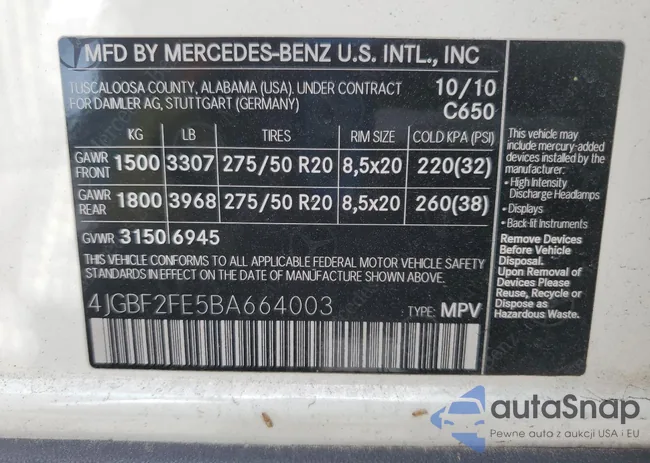 MFD BY MERCEDES-BENZ U.S. INTL., INC
TUSCALOOSA COUNTY, ALABAMA (USA). UNDER CONTRACT 10/10
FOR DAIMLER AG, STUTTGART (GERMANY) C650
KG LB TIRES RIM SIZE COLD KPA (PSI)
GAWR FRONT 1500 3307 275/50 R20 8,5x20 220(32)
GAWR REAR 1800 3968 275/50 R20 8,5x20 260(38)
GVWR 3150 6945
THIS VEHICLE CONFORMS TO ALL APPLICABLE FEDERAL MOTOR VEHICLE SAFETY
STANDARDS IN EFFECT ON THE DATE OF MANUFACTURE SHOWN ABOVE.
4JGBF2FE5BA664003 TYPE: MPV
This vehicle may
include mercury-added
devices installed by the
manufacturer:
• High Intensity
Discharge Headlamps
• Displays
• Back-lit Instruments
Remove Devices
Before Vehicle
Disposal.
Upon Removal of
Devices Please
Reuse, Recycle or
Dispose as
Hazardous Waste.
autoSnap
Pewne auta z aukcji USA i EU